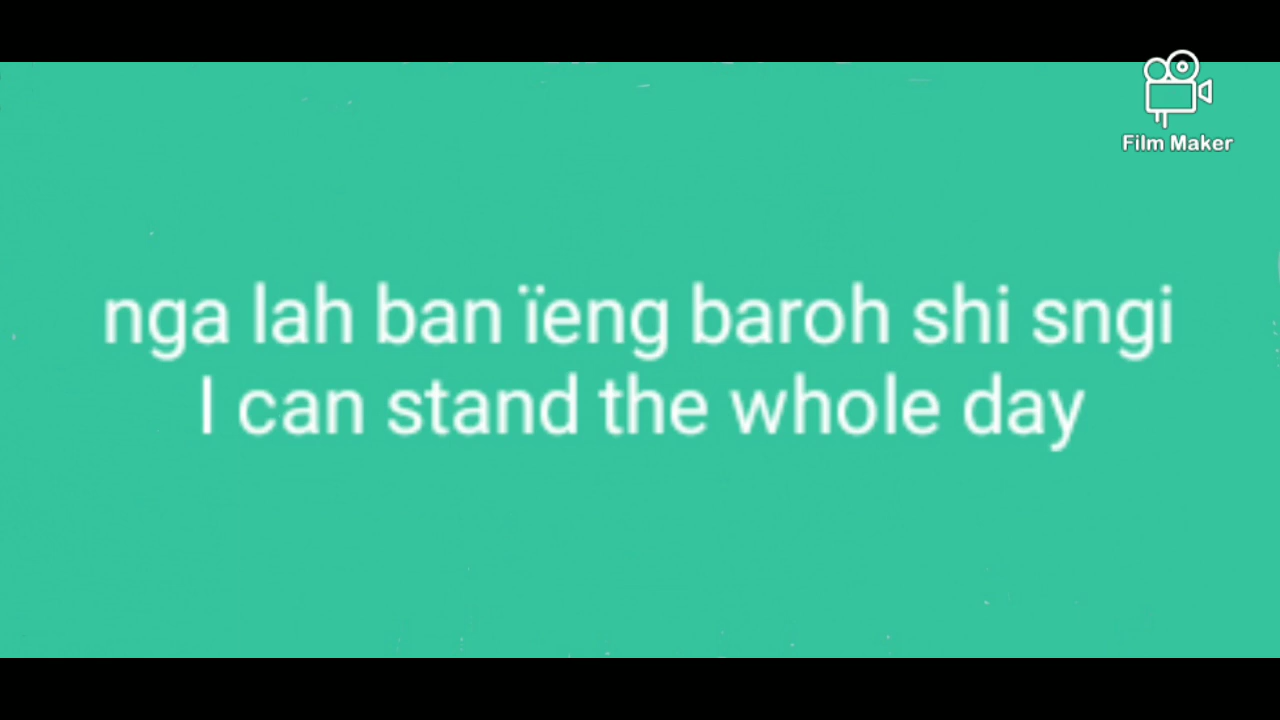 Film Maker
nga lah ban ïeng baroh shi sngi
I can stand the whole day